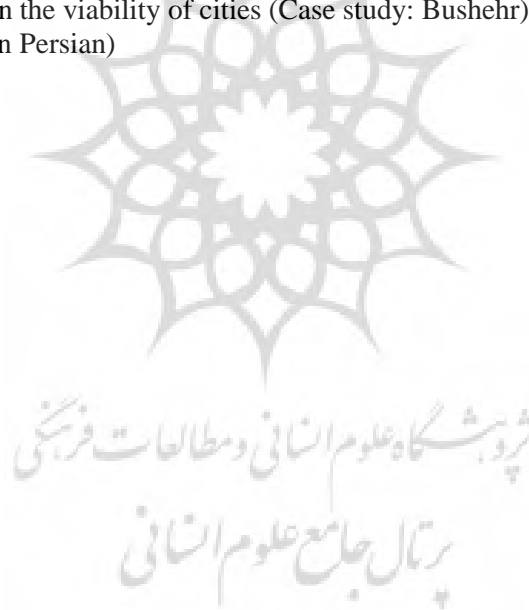 n the viability of cities (Case study: Bushehr)
n Persian)
پژوهشگاه علوم انسانی و مطالعات فرهنگی
پرتال جامع علوم انسانی